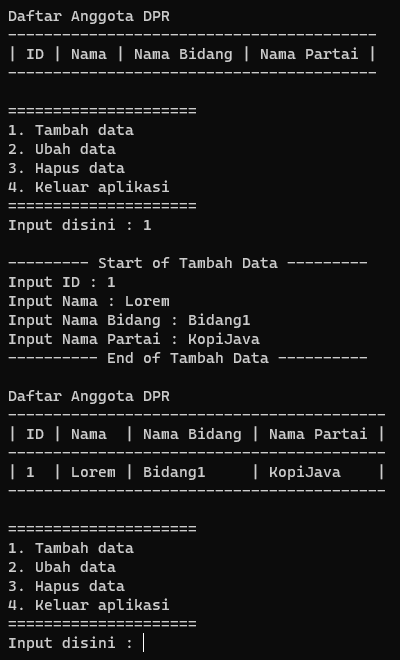 Daftar Anggota DPR
-----------------------------------------
| ID | Nama | Nama Bidang | Nama Partai |
-----------------------------------------
=====================
1. Tambah data
2. Ubah data
3. Hapus data
4. Keluar aplikasi
=====================
Input disini : 1
--------- Start of Tambah Data ---------
Input ID : 1
Input Nama : Lorem
Input Nama Bidang : Bidang1
Input Nama Partai : KopiJava
---------- End of Tambah Data ----------
Daftar Anggota DPR
------------------------------------------
| ID | Nama  | Nama Bidang | Nama Partai |
------------------------------------------
| 1  | Lorem | Bidang1     | KopiJava    |
------------------------------------------
=====================
1. Tambah data
2. Ubah data
3. Hapus data
4. Keluar aplikasi
=====================
Input disini :